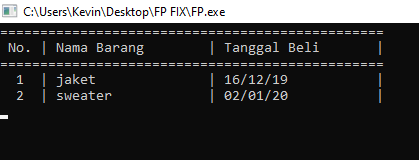 C:\Users\Kevin\Desktop\FP FIX\FP.exe
================================================
No. | Nama Barang | Tanggal Beli |
================================================
1 | jaket | 16/12/19 |
2 | sweater | 02/01/20 |